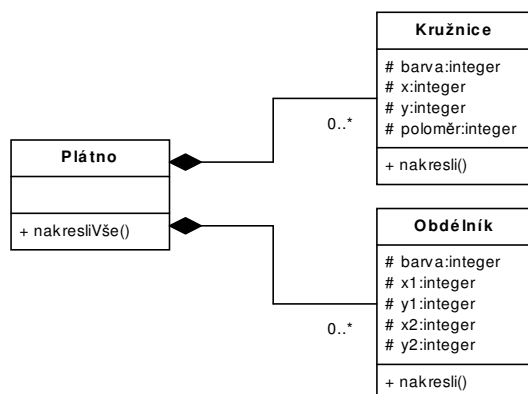 Kružnice
# barva:integer
# x:integer
# y:integer
# poloměr:integer
+ nakresli()
0..*
Plátno
+ nakresliVše()
Obdélník
# barva:integer
# x1:integer
# y1:integer
# x2:integer
# y2:integer
+ nakresli()
0..*